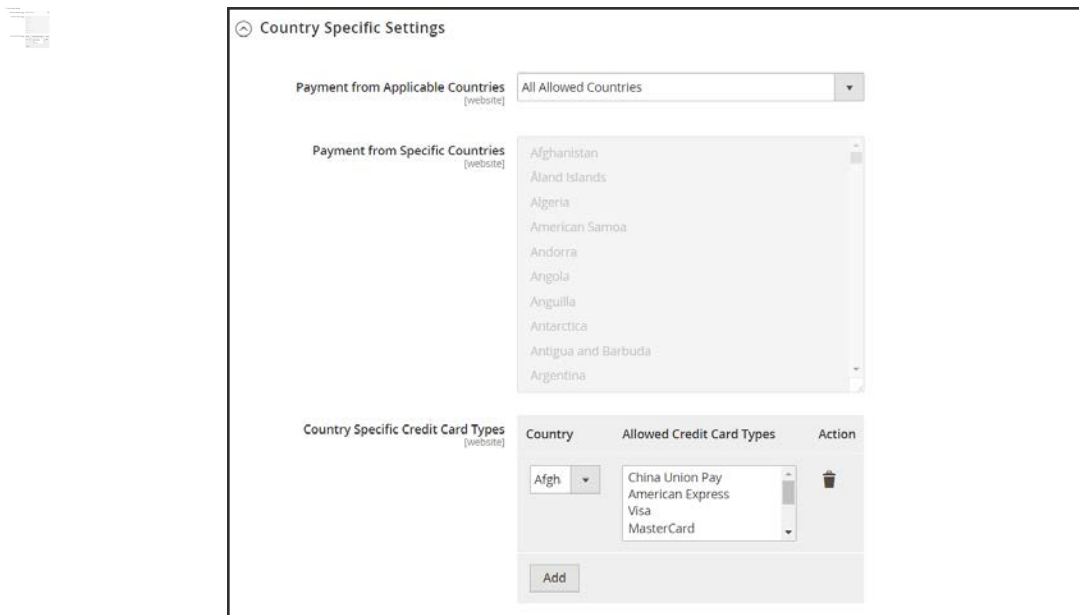 Country Specific Settings
Payment from Applicable Countries
[website]
All Allowed Countries
Payment from Specific Countries
[website]
Afghanistan
Åland Islands
Algeria
American Samoa
Andorra
Angola
Anguilla
Antarctica
Antigua and Barbuda
Argentina
Country Specific Credit Card Types
[website]
Country Allowed Credit Card Types Action
Afgh
China Union Pay
American Express
Visa
MasterCard
Add